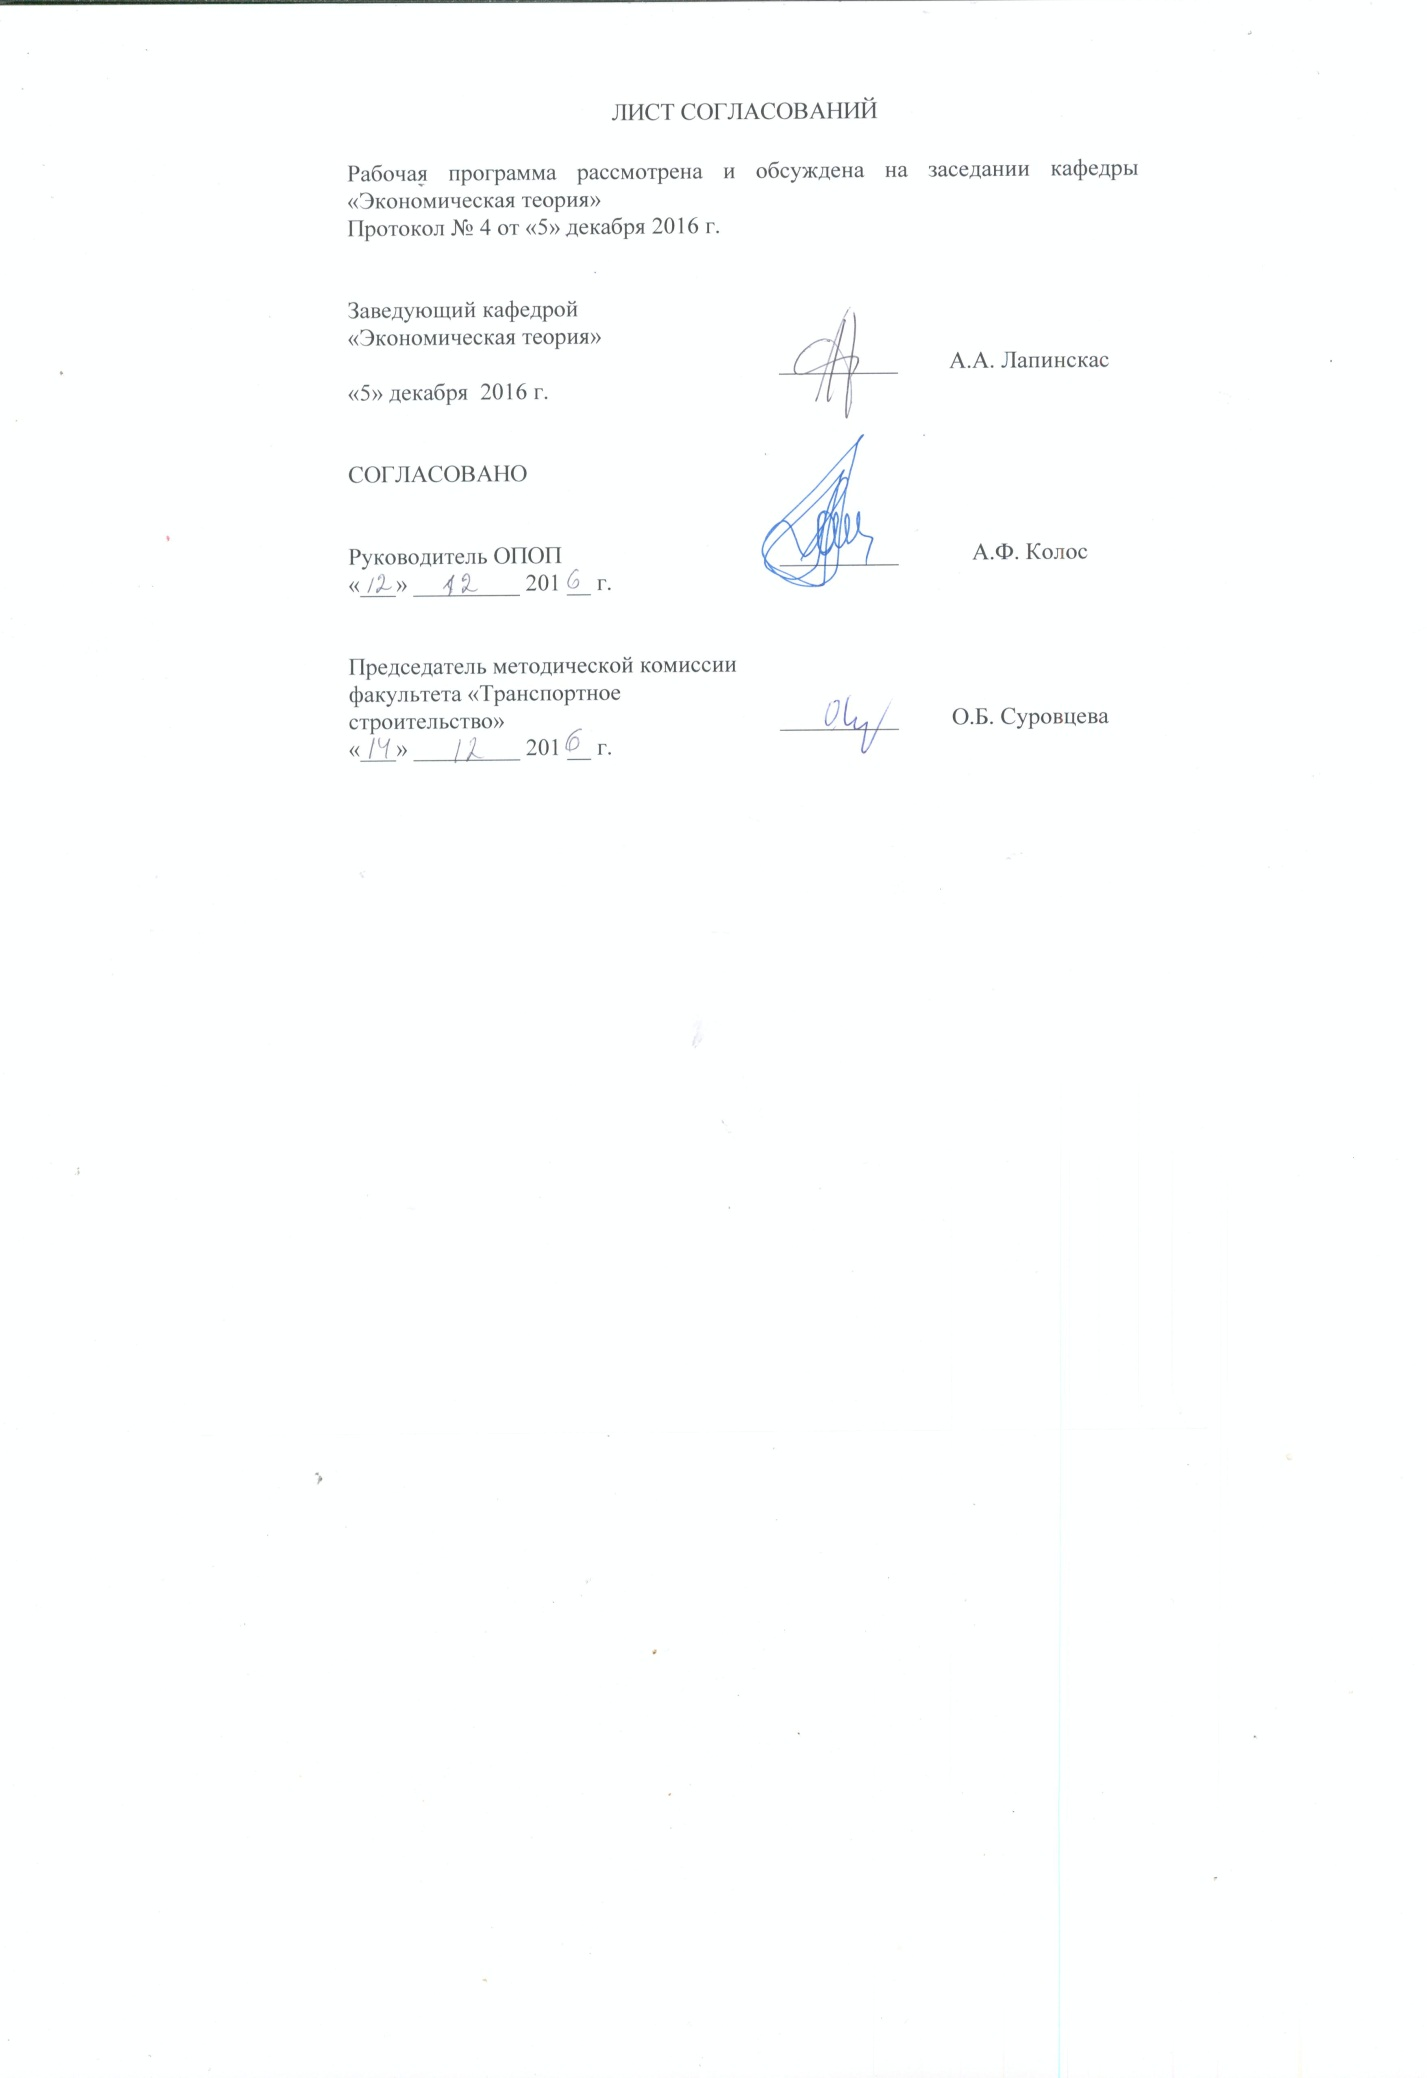 ЛИСТ СОГЛАСОВАНИЙ
Рабочая программа рассмотрена и обсуждена на заседании кафедры
«Экономическая теория»
Протокол № 4 от «5» декабря 2016 г.
Заведующий кафедрой
«Экономическая теория»
А.А. Лапинскас
«5» декабря 2016 г.
СОГЛАСОВАНО
Руководитель ОПОП
А.Ф. Колос
«12» 12 2016 г.
Председатель методической комиссии
факультета «Транспортное
строительство»
О.Б. Суровцева
«14» 12 2016 г.